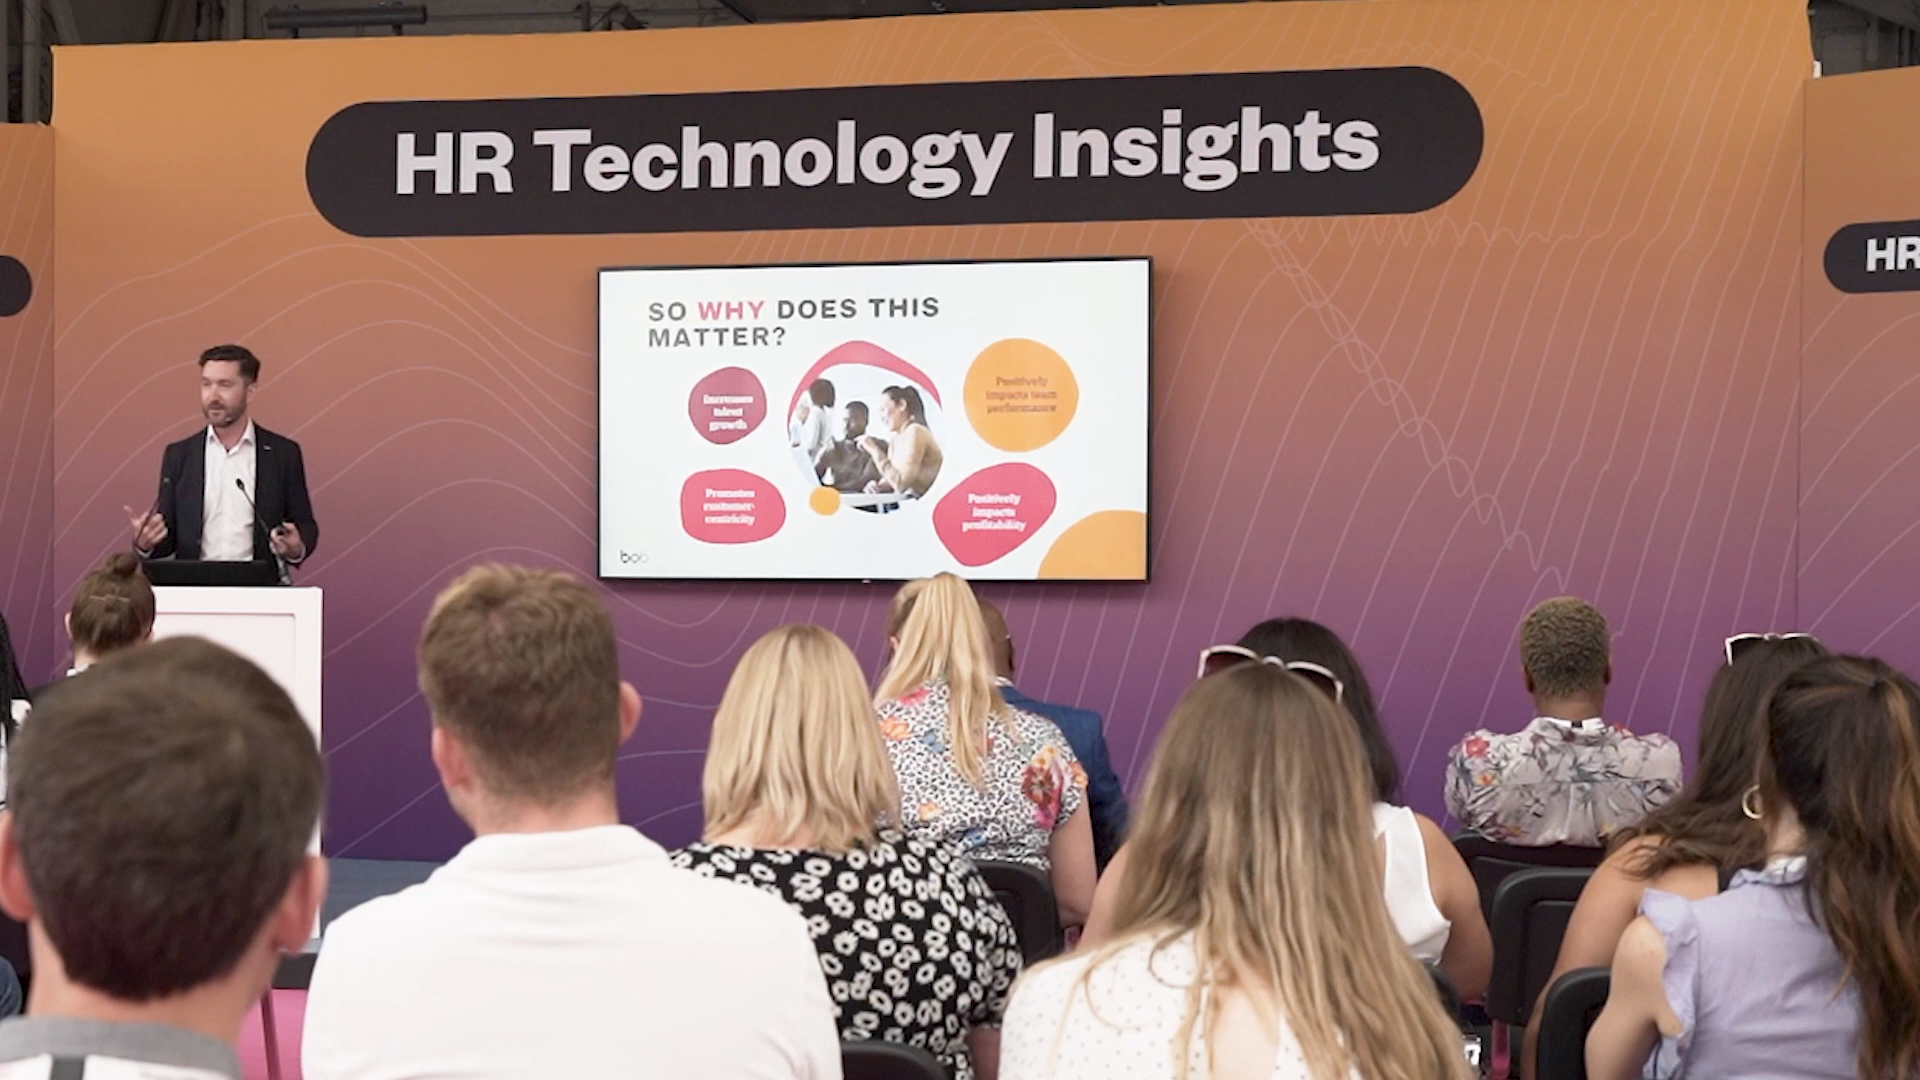 HR Technology Insights
HR
SO WHY DOES THIS
MATTER?
Increases
talent
growth
Positively
impacts team
performance
Promotes
customer-
centricity
Positively
impacts
profitability
bob